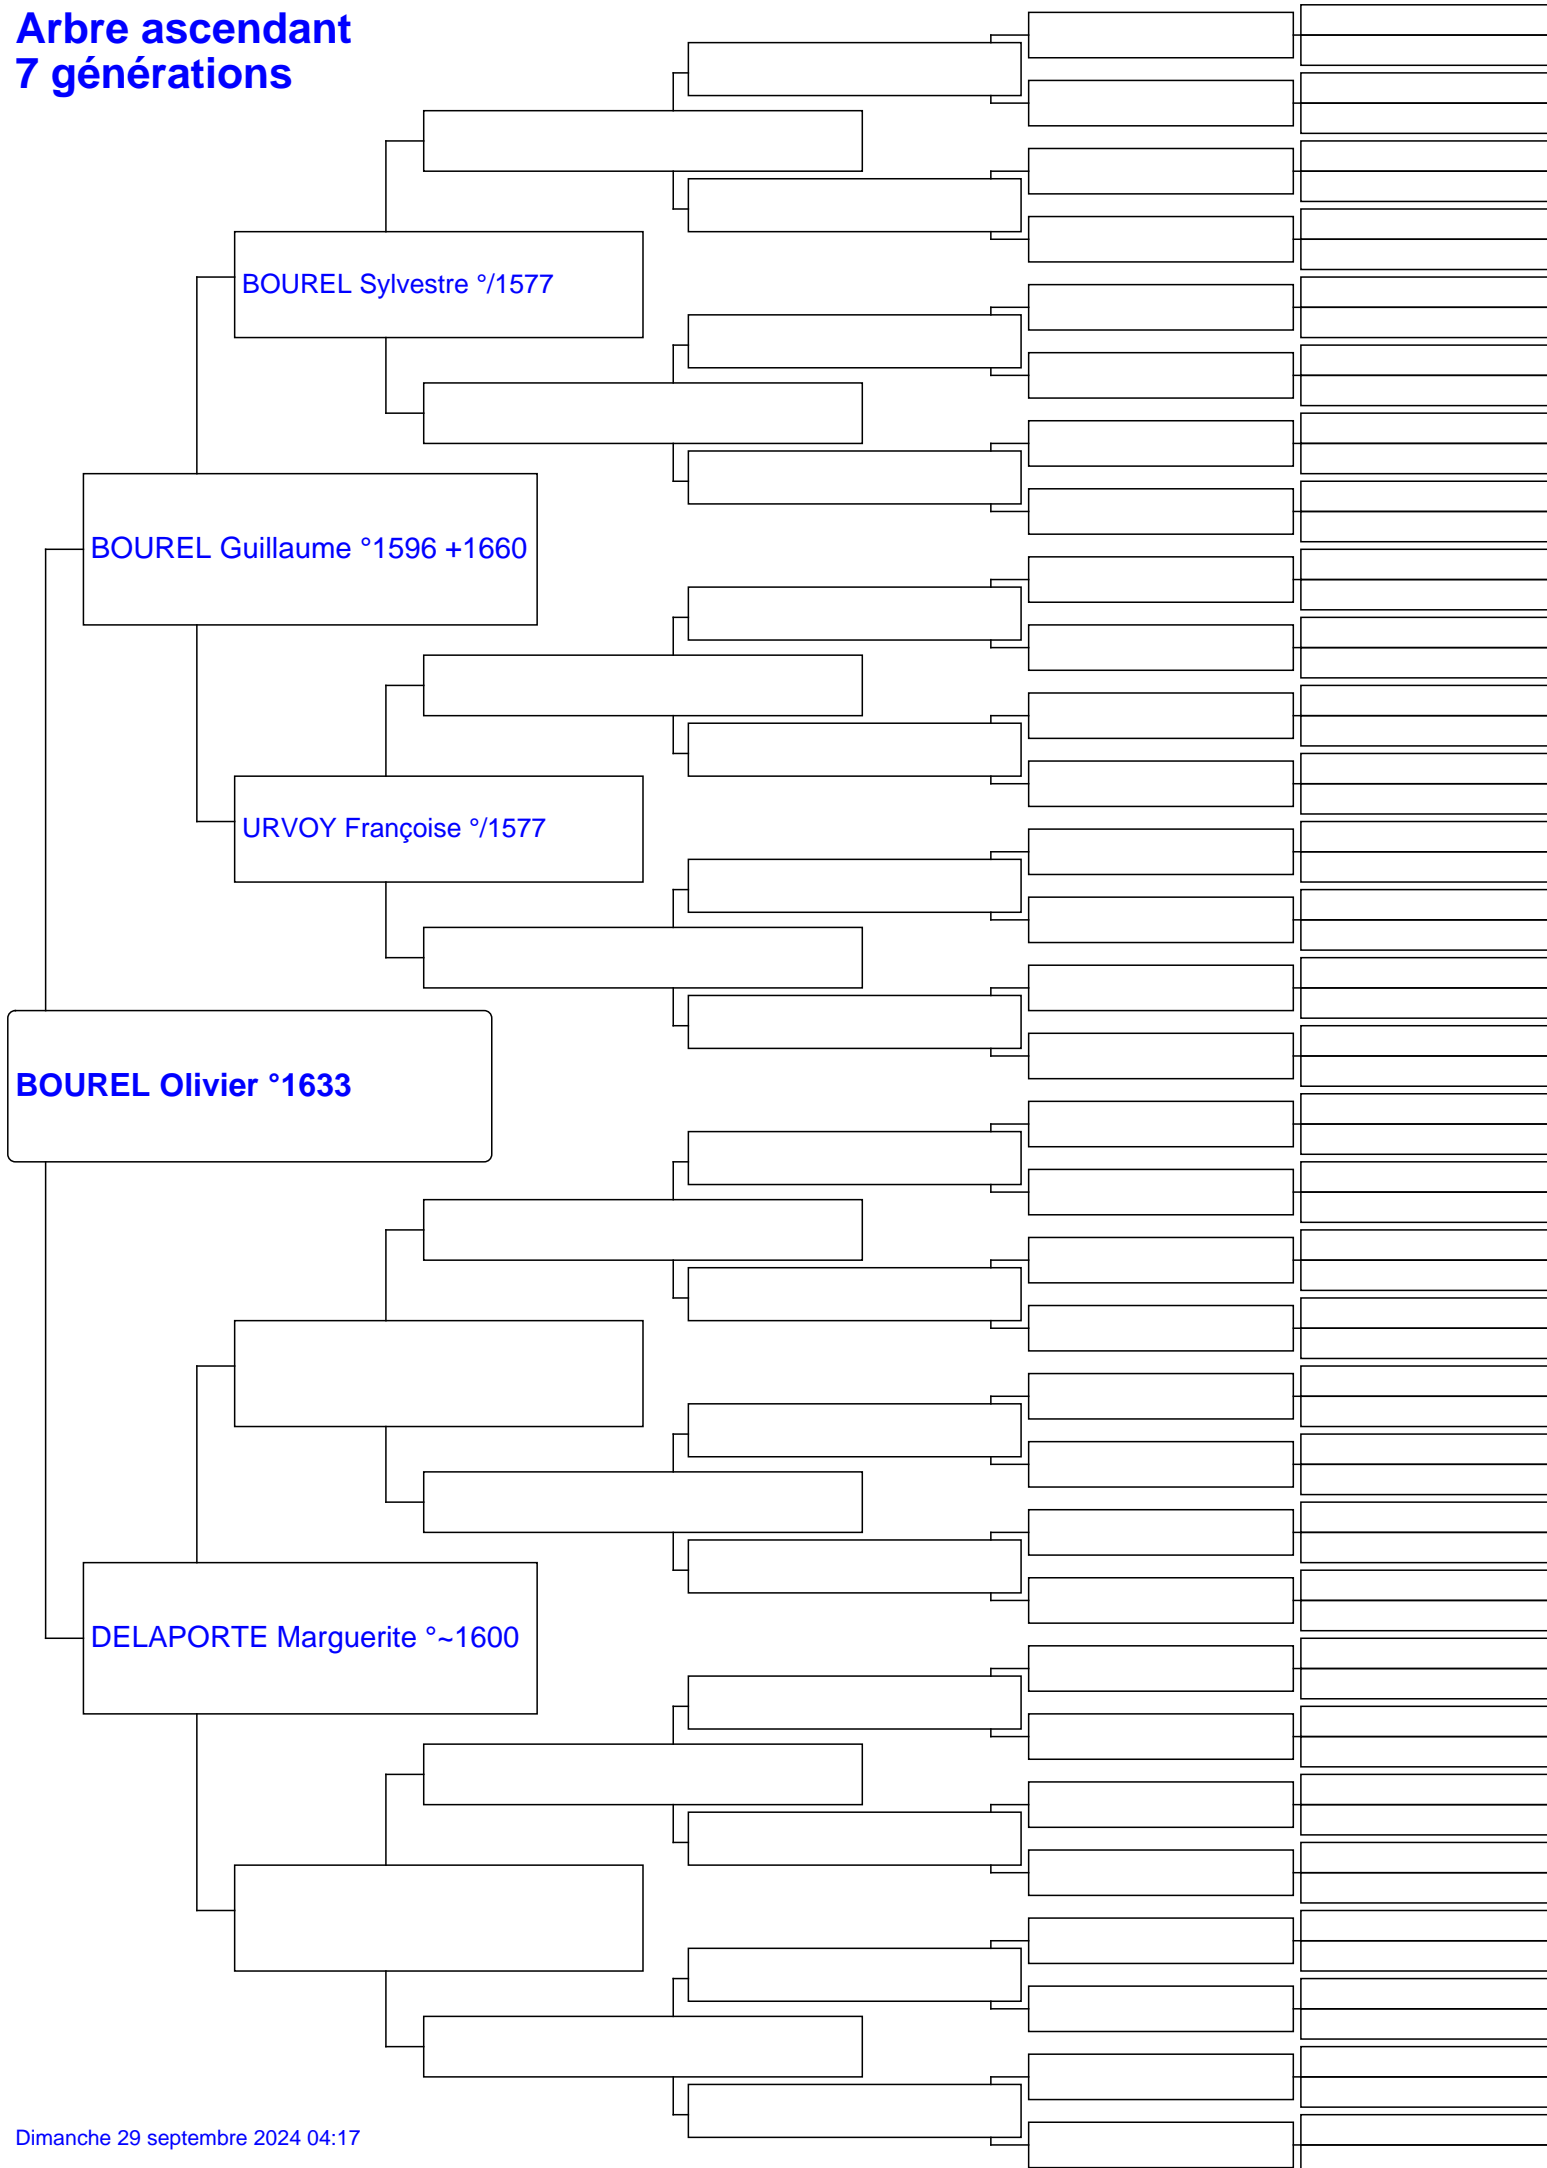 Arbre ascendant
7 générations
BOUREL Sylvestre °/1577
BOUREL Guillaume °1596 +1660
URVOY Françoise °/1577
BOUREL Olivier °1633
DELAPORTE Marguerite °~1600
Dimanche 29 septembre 2024 04:17